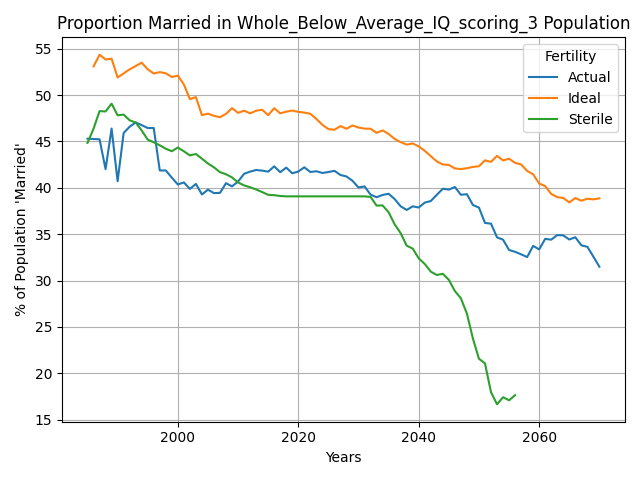 Proportion Married in Whole_Below_Average_IQ_scoring_3 Population
% of Population 'Married'
55
50
45
40
35
30
25
20
15
Fertility
Actual
Ideal
Sterile
2000 2020 2040 2060
Years